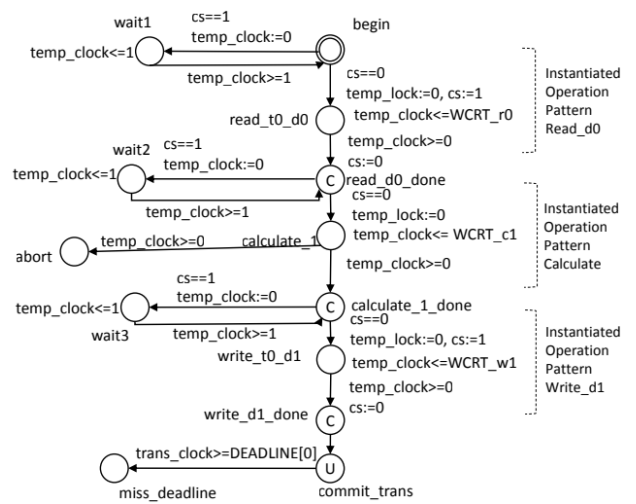 wait1
cs==1
temp_clock:=0
begin
temp_clock<=1
temp_clock>=1
cs==0
temp_lock:=0, cs:=1
temp_clock<=WCRT_r0
read_t0_d0
temp_clock>=0
cs:=0
Instantiated
Operation
Pattern
Read_d0
wait2
cs==1
temp_clock:=0
temp_clock<=1
C
read_d0_done
temp_clock>=1
cs==0
temp_lock:=0
temp_clock<= WCRT_c1
temp_clock>=0
calculate_1
abort
temp_clock>=0
Instantiated
Operation
Pattern
Calculate
cs==1
temp_clock:=0
temp_clock<=1
C
calculate_1_done
wait3
temp_clock>=1
cs==0
temp_lock:=0, cs:=1
write_t0_d1
temp_clock<=WCRT_w1
temp_clock>=0
Instantiated
Operation
Pattern
Write_d1
cs:=0
write_d1_done
C
trans_clock>=DEADLINE[0]
U
miss_deadline
commit_trans